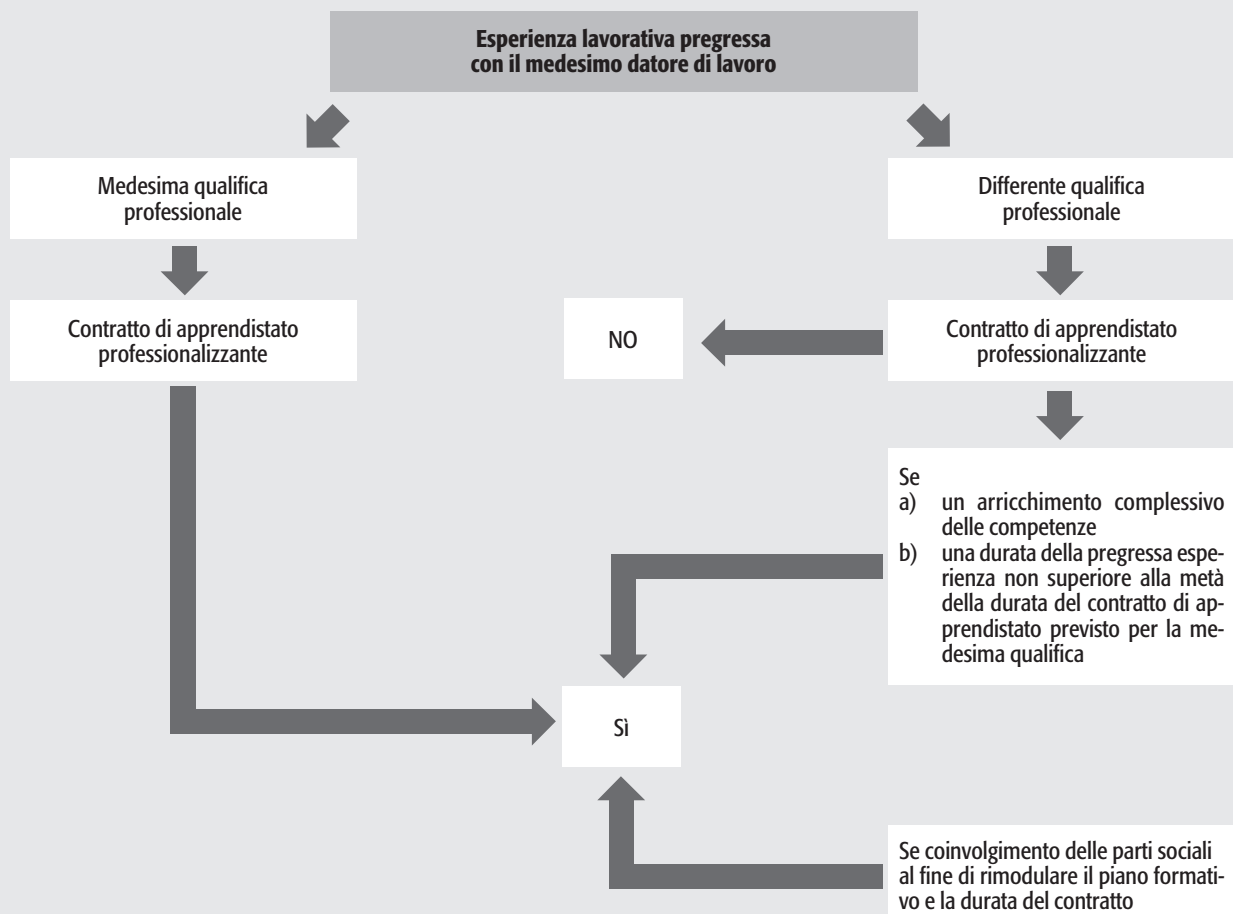 Esperienza lavorativa pregressa
con il medesimo datore di lavoro
Medesima qualifica
professionale
Differente qualifica
professionale
Contratto di apprendistato
professionalizzante
NO
Contratto di apprendistato
professionalizzante
Se
a) un arricchimento complessivo
delle competenze
b) una durata della pregressa espe-
rienza non superiore alla metà
della durata del contratto di ap-
prendistato previsto per la me-
desima qualifica
Sì
Se coinvolgimento delle parti sociali
al fine di rimodulare il piano formati-
vo e la durata del contratto